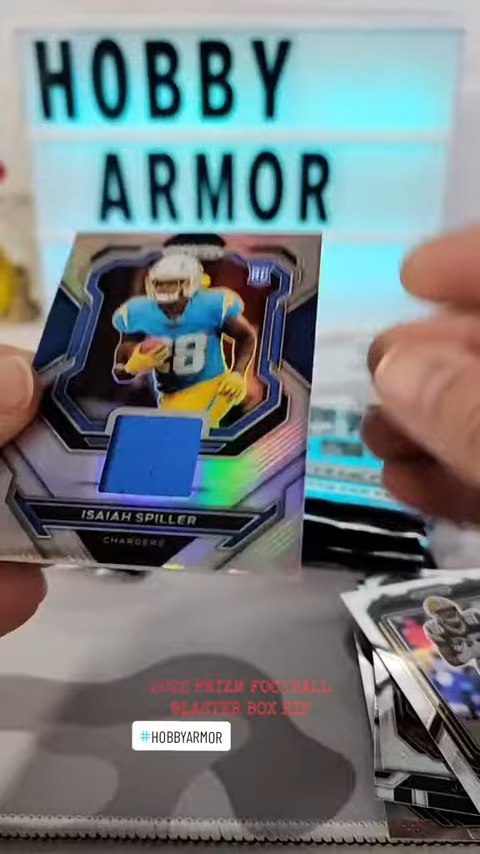 HOBBY
ARMOR
RC
28
ISAIAH SPILLER
CHARGERS
2022 PRIZM FOOTBALL
BLASTER BOX RIP
#HOBBYARMOR